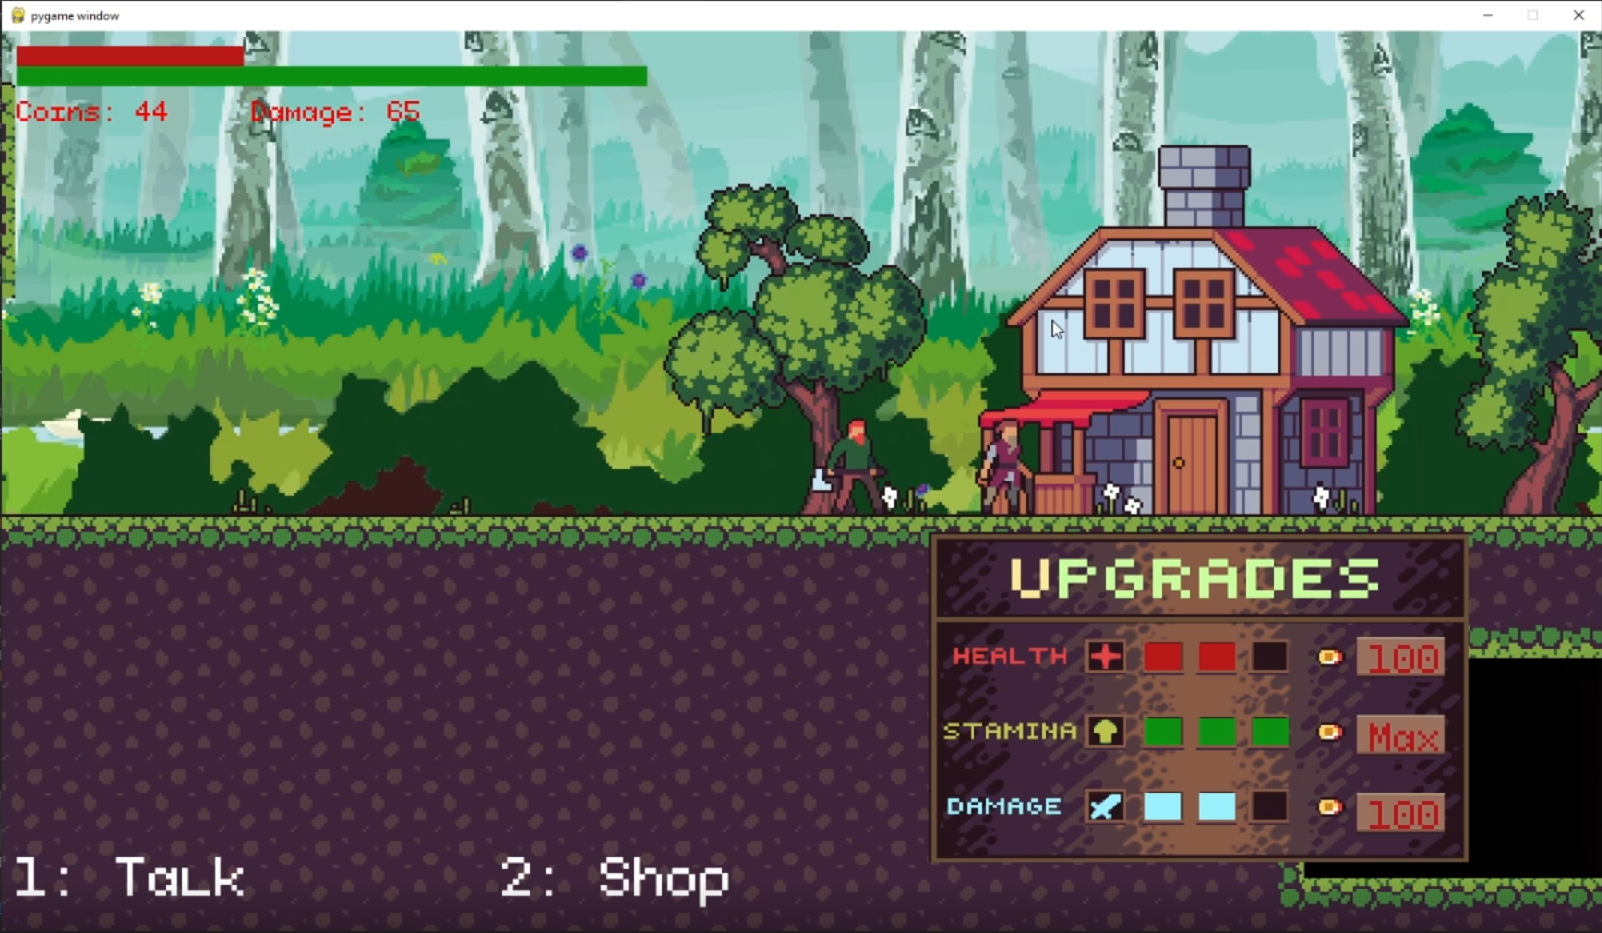 pygame window
Coins: 44 Damage: 65
UPGRADES
HEALTH 100
STAMINA Max
DAMAGE 100
1: Talk 2: Shop